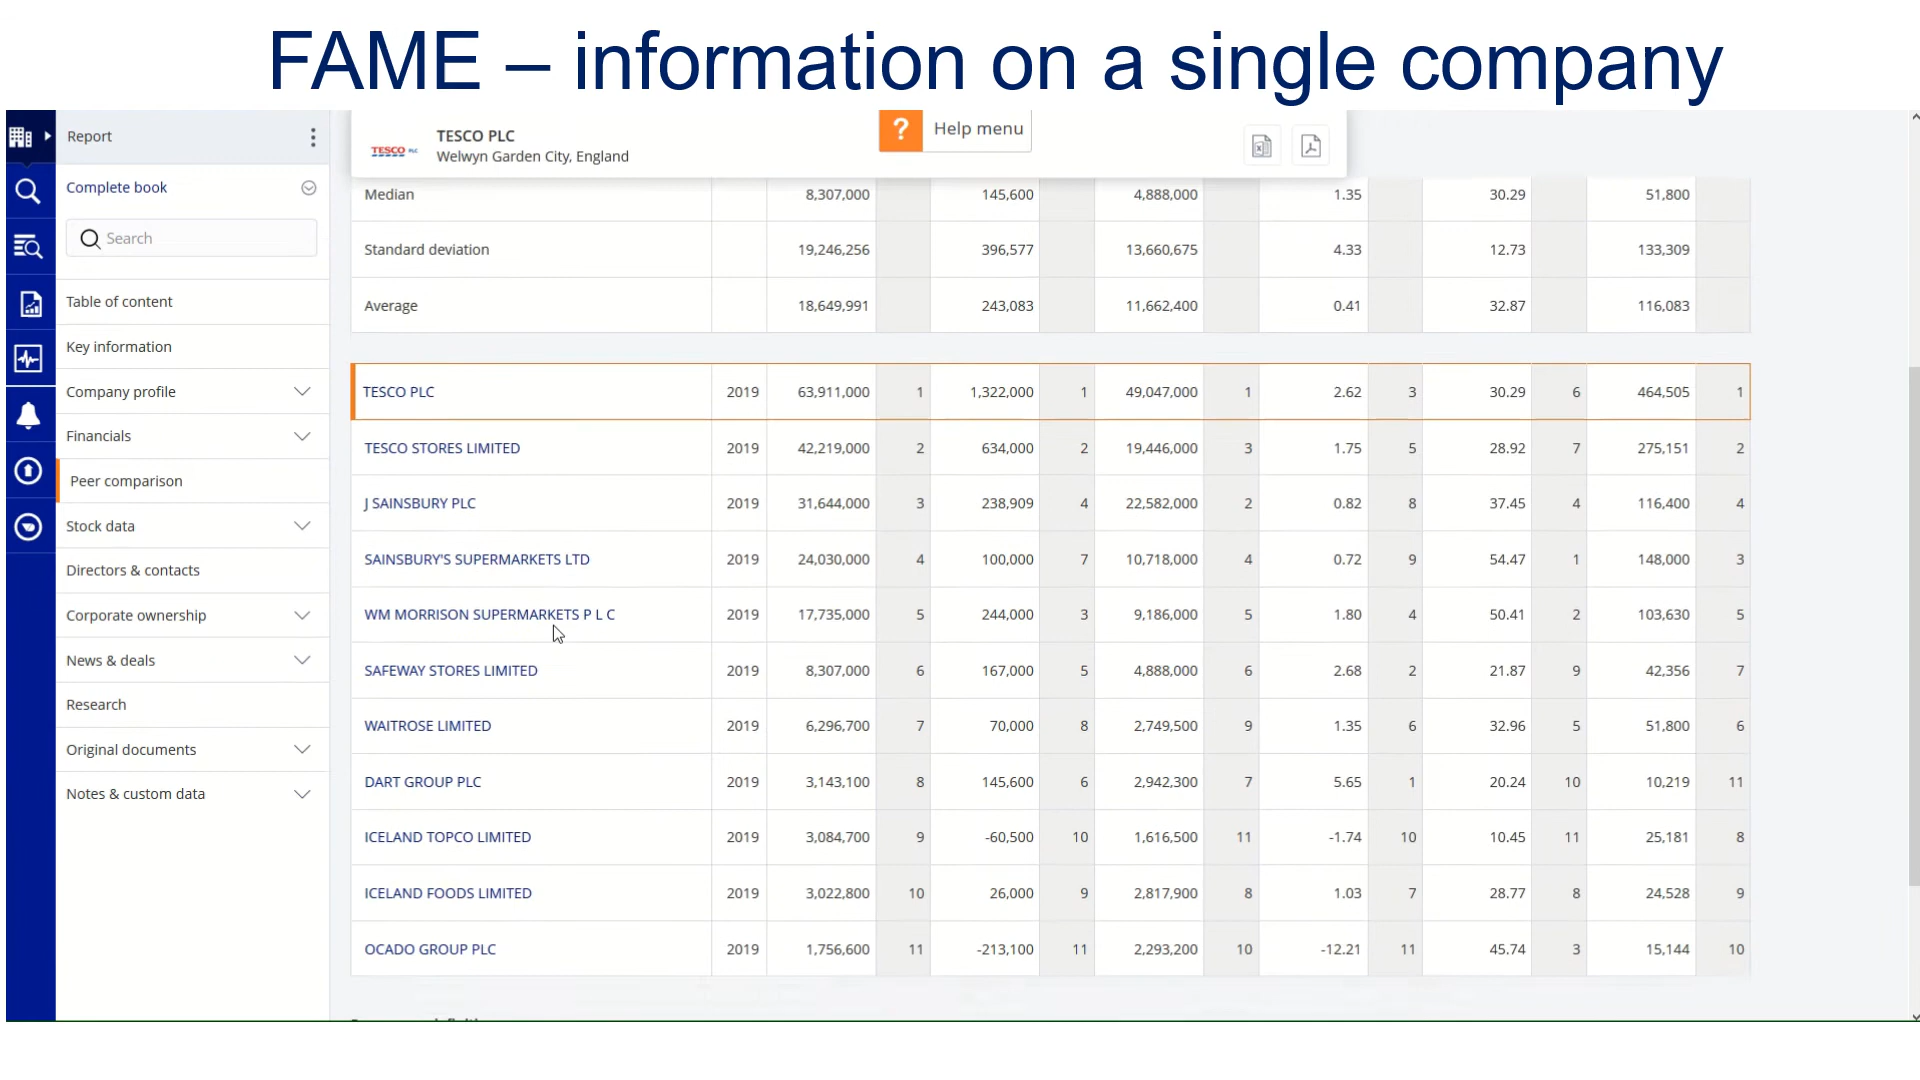 FAME – information on a single company
Report
Complete book
Search
Table of content
Key information
Company profile
Financials
Peer comparison
Stock data
Directors & contacts
Corporate ownership
News & deals
Research
Original documents
Notes & custom data
TESCO PLC
TESCO PLC
Welwyn Garden City, England
? Help menu
Median 8,307,000 145,600 4,888,000 1.35 30.29 51,800
Standard deviation 19,246,256 396,577 13,660,675 4.33 12.73 133,309
Average 18,649,991 243,083 11,662,400 0.41 32.87 116,083
TESCO PLC 2019 63,911,000 1 1,322,000 1 49,047,000 1 2.62 3 30.29 6 464,505 1
TESCO STORES LIMITED 2019 42,219,000 2 634,000 2 19,446,000 3 1.75 5 28.92 7 275,151 2
J SAINSBURY PLC 2019 31,644,000 3 238,909 4 22,582,000 2 0.82 8 37.45 4 116,400 4
SAINSBURY'S SUPERMARKETS LTD 2019 24,030,000 4 100,000 7 10,718,000 4 0.72 9 54.47 1 148,000 3
WM MORRISON SUPERMARKETS P L C 2019 17,735,000 5 244,000 3 9,186,000 5 1.80 4 50.41 2 103,630 5
SAFEWAY STORES LIMITED 2019 8,307,000 6 167,000 5 4,888,000 6 2.68 2 21.87 9 42,356 7
WAITROSE LIMITED 2019 6,296,700 7 70,000 8 2,749,500 9 1.35 6 32.96 5 51,800 6
DART GROUP PLC 2019 3,143,100 8 145,600 6 2,942,300 7 5.65 1 20.24 10 10,219 11
ICELAND TOPCO LIMITED 2019 3,084,700 9 -60,500 10 1,616,500 11 -1.74 10 10.45 11 25,181 8
ICELAND FOODS LIMITED 2019 3,022,800 10 26,000 9 2,817,900 8 1.03 7 28.77 8 24,528 9
OCADO GROUP PLC 2019 1,756,600 11 -213,100 11 2,293,200 10 -12.21 11 45.74 3 15,144 10